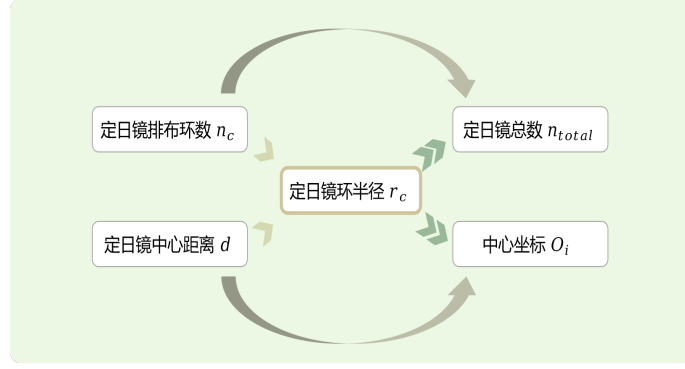 定日镜排布环数 n_c
定日镜总数 n_total
定日镜环半径 r_c
定日镜中心距离 d
中心坐标 O_i